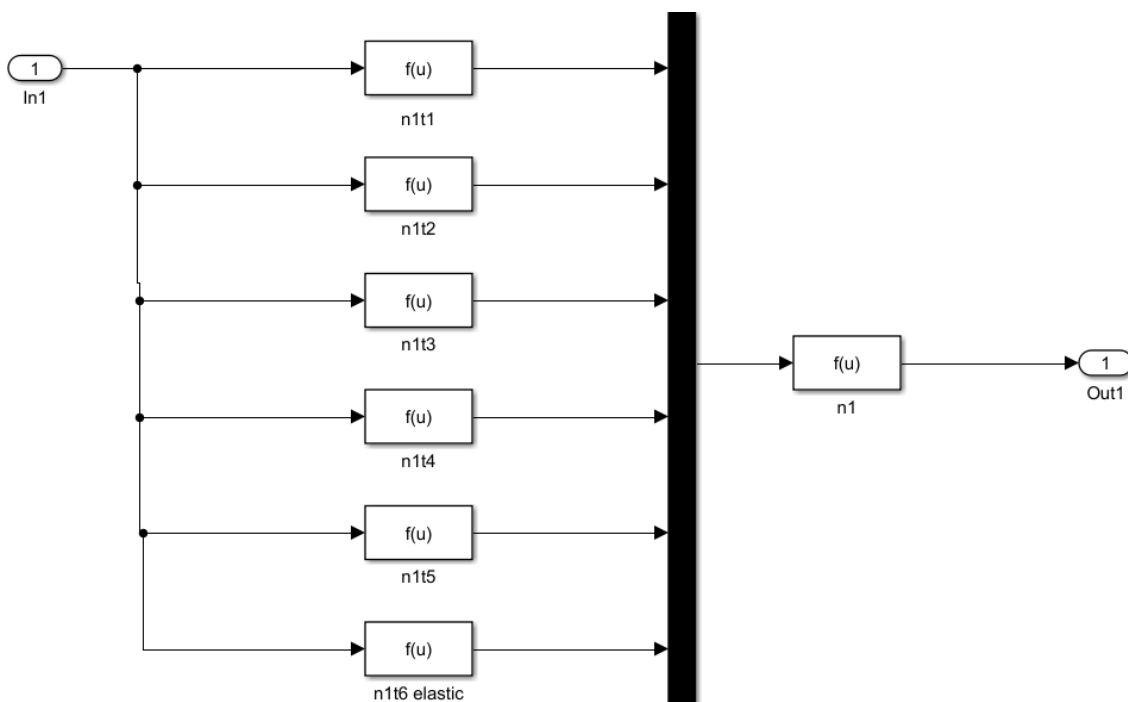 1
In1
f(u)
n1t1
f(u)
n1t2
f(u)
n1t3
f(u)
n1t4
f(u)
n1t5
f(u)
n1t6 elastic
f(u)
n1
1
Out1